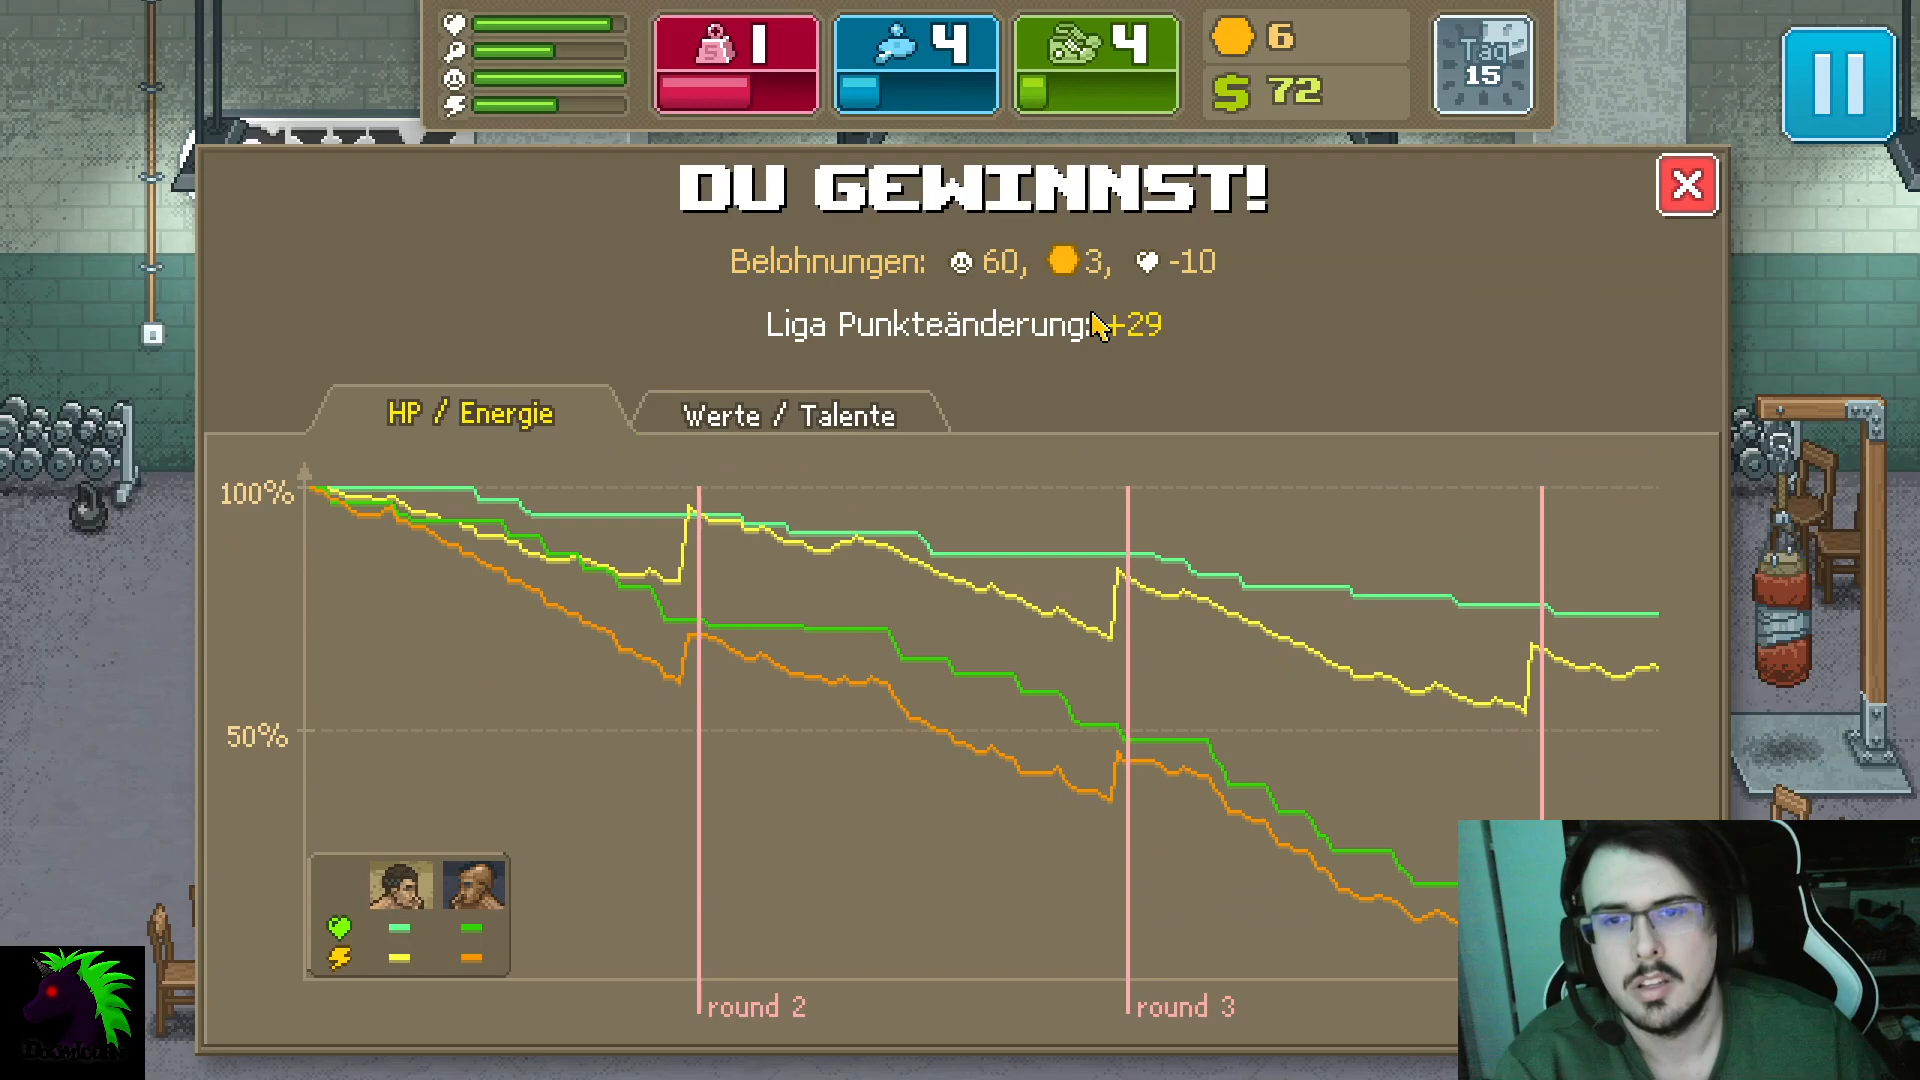 1
4
4
6
72
Tag
15
DU GEWINNST!
Belohnungen: 60, 3, -10
Liga Punkteänderung: +29
HP / Energie
Werte / Talente
100%
50%
round 2
round 3